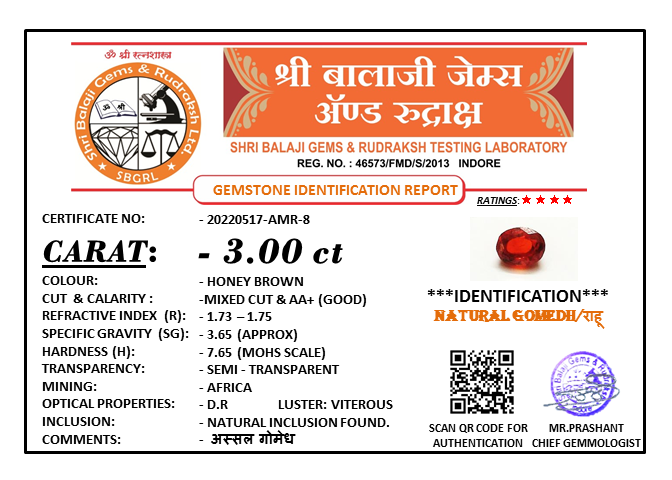 ॐ श्री रत्नशास्त्र
Shri Balaji Gems & Rudraksh Ltd.
SBGRL
श्री बालाजी जेम्स
ॲण्ड रुद्राक्ष
SHRI BALAJI GEMS & RUDRAKSH TESTING LABORATORY
REG. NO. : 46573/FMD/S/2013 INDORE
GEMSTONE IDENTIFICATION REPORT
RATINGS: ★ ★ ★ ★
CERTIFICATE NO: - 20220517-AMR-8
CARAT: - 3.00 ct
COLOUR: - HONEY BROWN
CUT & CALARITY : -MIXED CUT & AA+ (GOOD)
REFRACTIVE INDEX (R): - 1.73 – 1.75
SPECIFIC GRAVITY (SG): - 3.65 (APPROX)
HARDNESS (H): - 7.65 (MOHS SCALE)
TRANSPARENCY: - SEMI - TRANSPARENT
MINING: - AFRICA
OPTICAL PROPERTIES: - D.R LUSTER: VITEROUS
INCLUSION: - NATURAL INCLUSION FOUND.
COMMENTS: - अस्सल गोमेध
***IDENTIFICATION***
NATURAL GOMEDH/राहू
SCAN QR CODE FOR
AUTHENTICATION
MR.PRASHANT
CHIEF GEMMOLOGIST